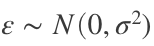 ε ~ N(0, σ²)